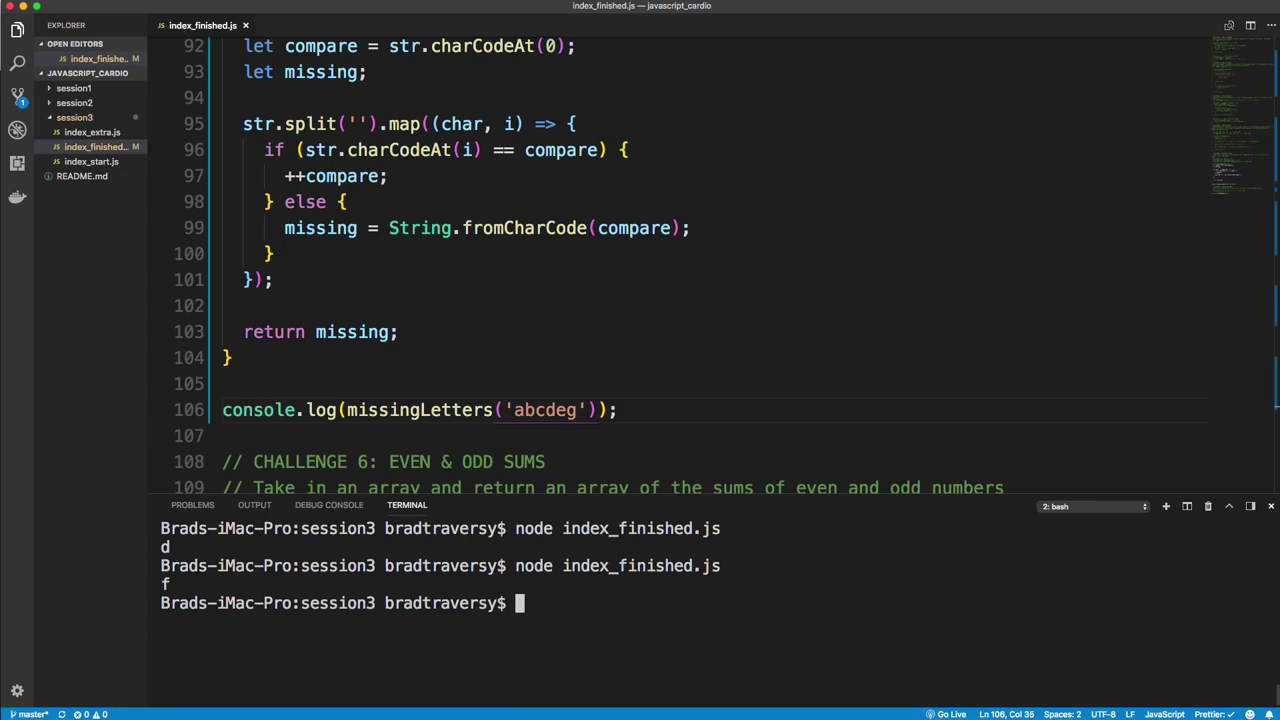 index_finished.js — javascript_cardio
EXPLORER
index_finished.js ×
OPEN EDITORS
index_finishe... M
JAVASCRIPT_CARDIO
session1
session2
session3
index_extra.js
index_finished... M
index_start.js
README.md
1
92 let compare = str.charCodeAt(0);
93 let missing;
94
95 str.split('').map((char, i) => {
96 if (str.charCodeAt(i) == compare) {
97 ++compare;
98 } else {
99 missing = String.fromCharCode(compare);
100 }
101 });
102
103 return missing;
104 }
105
106 console.log(missingLetters('abcdeg'));
107
108 // CHALLENGE 6: EVEN & ODD SUMS
109 // Take in an array and return an array of the sums of even and odd numbers
PROBLEMS OUTPUT DEBUG CONSOLE TERMINAL 2: bash
Brads-iMac-Pro:session3 bradtraversy$ node index_finished.js
d
Brads-iMac-Pro:session3 bradtraversy$ node index_finished.js
f
Brads-iMac-Pro:session3 bradtraversy$
master* 0 0 Go Live Ln 106, Col 35 Spaces: 2 UTF-8 LF JavaScript Prettier: ✓